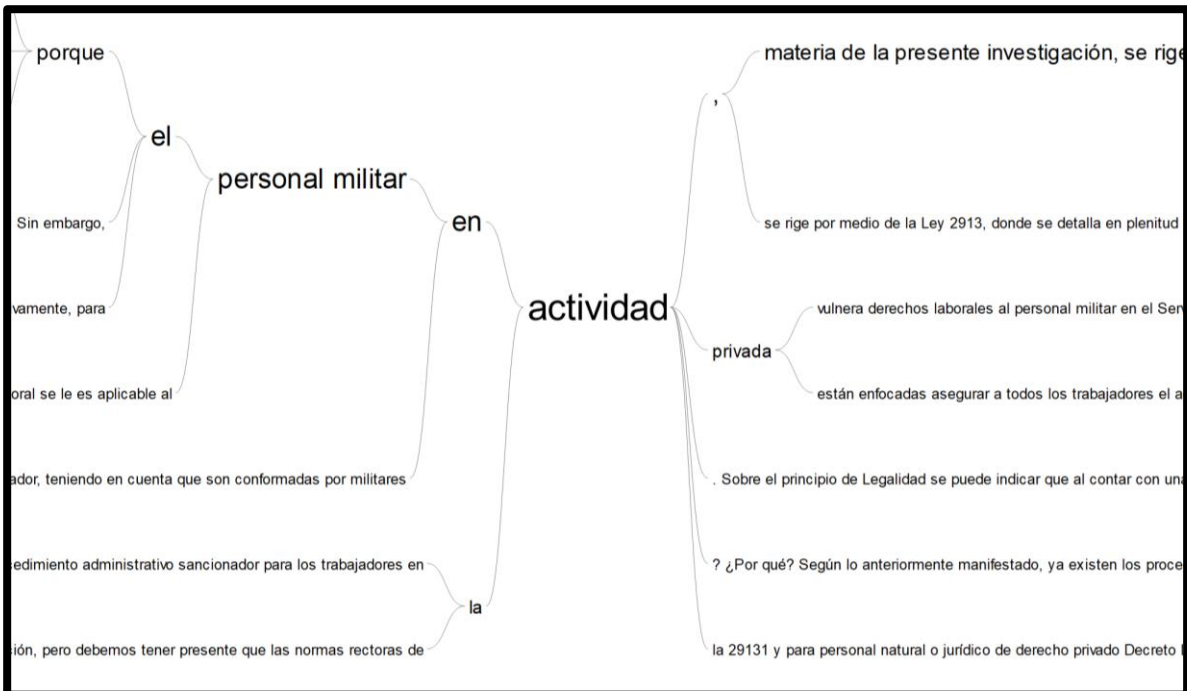 porque
materia de la presente investigación, se rige
,
el
personal militar
Sin embargo,
en
se rige por medio de la Ley 2913, donde se detalla en plenitud
vamente, para
actividad
vulnera derechos laborales al personal militar en el Ser
privada
oral se le es aplicable al
están enfocadas asegurar a todos los trabajadores el a
ador, teniendo en cuenta que son conformadas por militares
. Sobre el principio de Legalidad se puede indicar que al contar con una
cedimiento administrativo sancionador para los trabajadores en
? ¿Por qué? Según lo anteriormente manifestado, ya existen los proce
la
ión, pero debemos tener presente que las normas rectoras de
la 29131 y para personal natural o jurídico de derecho privado Decreto